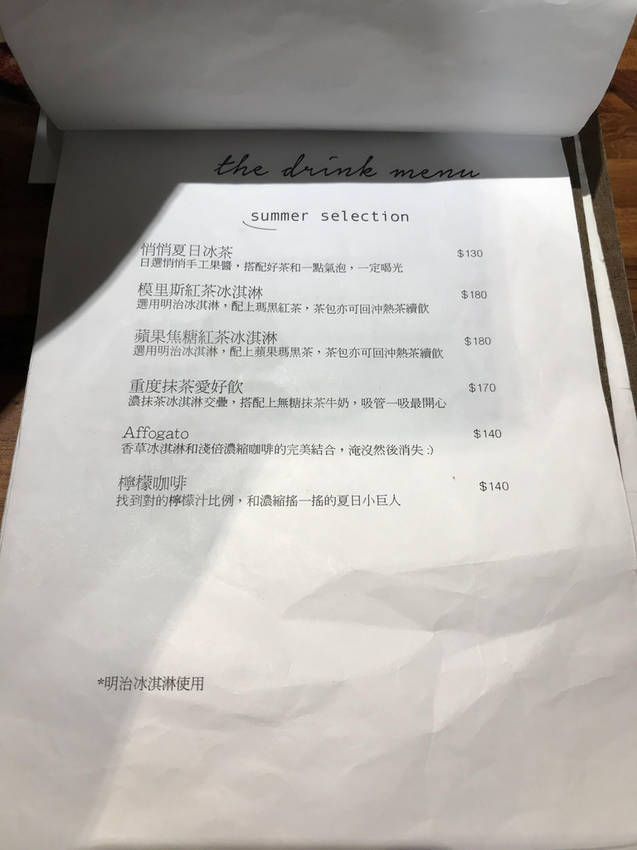 the drink menu
summer selection
悄悄夏日冰茶 $130
日選悄悄手工果醬，搭配好茶和一點氣泡，一定喝光
模里斯紅茶冰淇淋 $180
選用明治冰淇淋，配上瑪黑紅茶，茶包亦可回沖熱茶續飲
蘋果焦糖紅茶冰淇淋 $180
選用明治冰淇淋，配上蘋果瑪黑茶，茶包亦可回沖熱茶續飲
重度抹茶愛好飲 $170
濃抹茶冰淇淋交疊，搭配上無糖抹茶牛奶，吸管一吸最開心
Affogato $140
香草冰淇淋和淺倍濃縮咖啡的完美結合，淹沒然後消失 :)
檸檬咖啡 $140
找到對的檸檬汁比例，和濃縮搖一搖的夏日小巨人
*明治冰淇淋使用